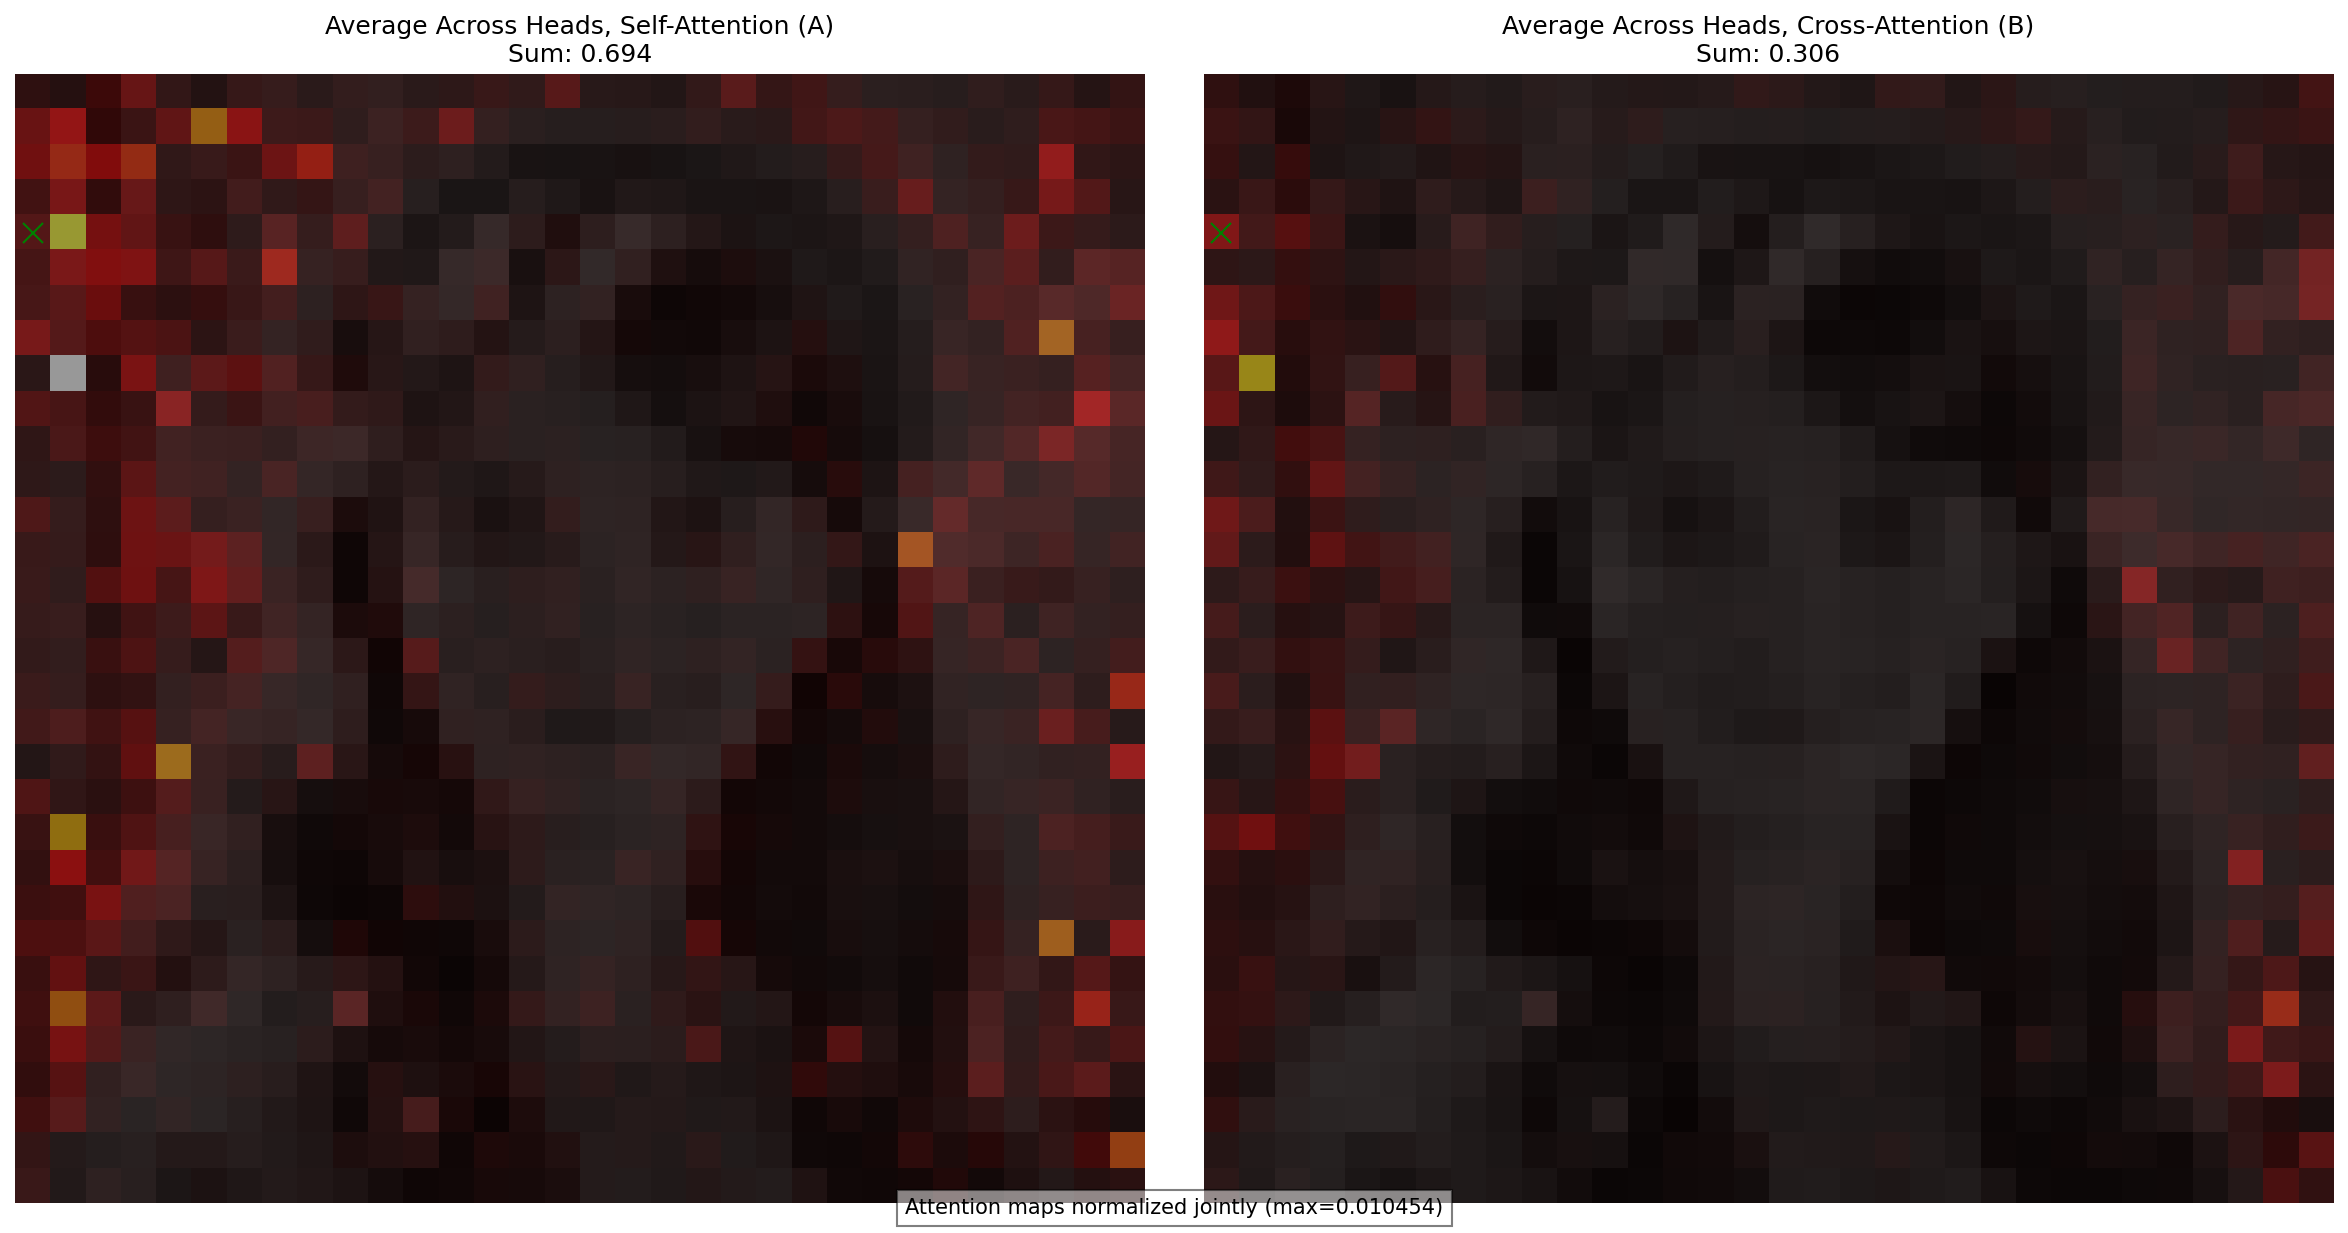 Average Across Heads, Self-Attention (A)
Sum: 0.694
Average Across Heads, Cross-Attention (B)
Sum: 0.306
Attention maps normalized jointly (max=0.010454)